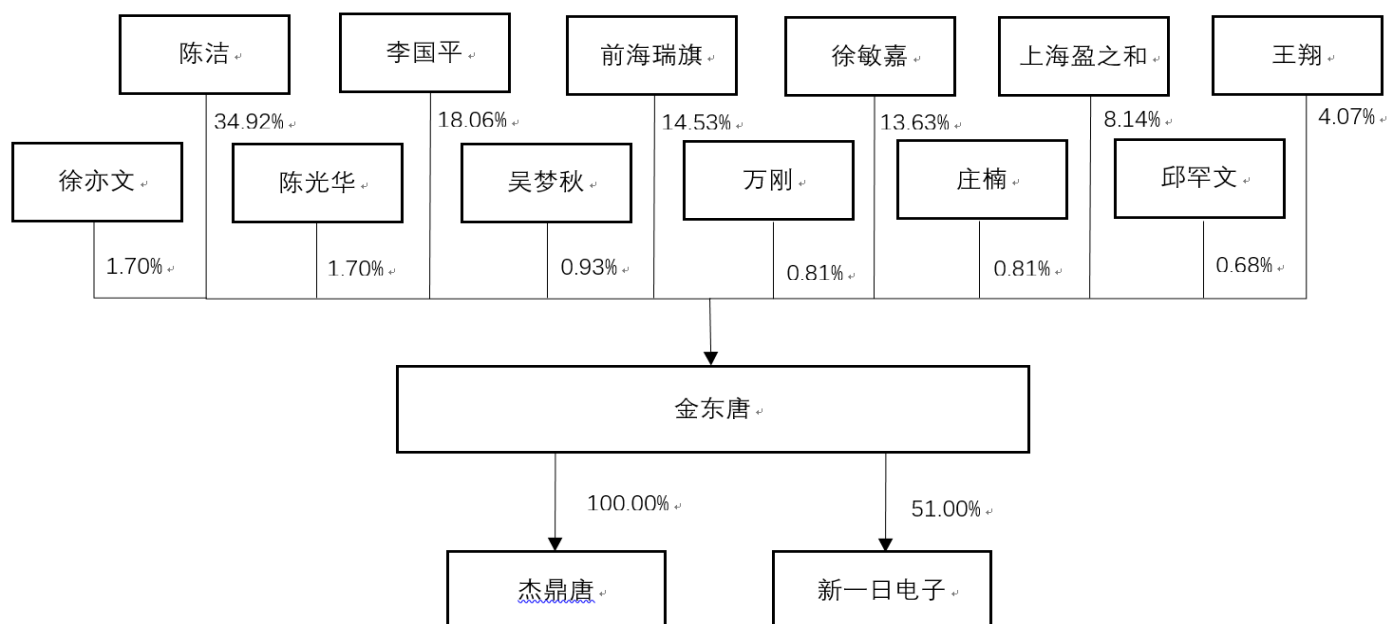 陈洁
李国平
前海瑞旗
徐敏嘉
上海盈之和
王翔
34.92%
18.06%
14.53%
13.63%
8.14%
4.07%
徐亦文
陈光华
吴梦秋
万刚
庄楠
邱罕文
1.70%
1.70%
0.93%
0.81%
0.81%
0.68%
金东唐
100.00%
51.00%
杰鼎唐
新一日电子